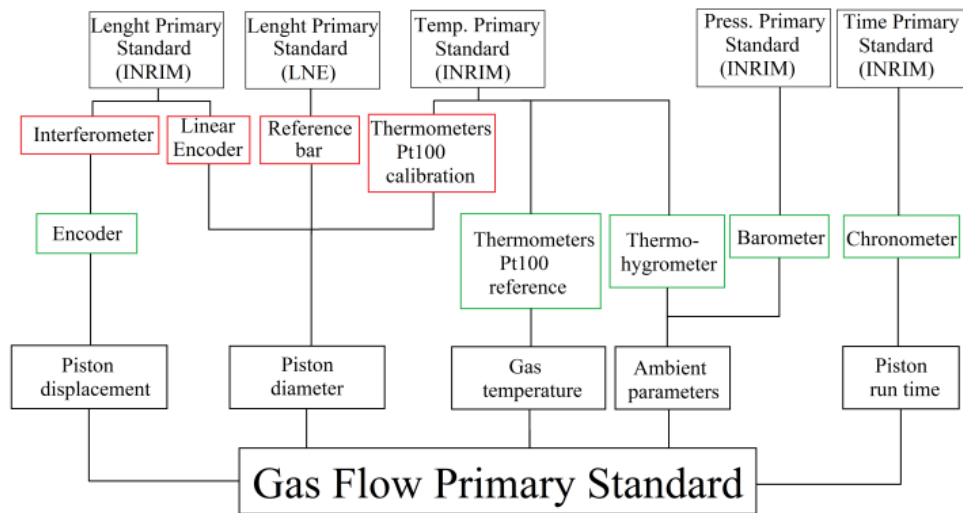 Lenght Primary
Standard
(INRIM)
Lenght Primary
Standard
(LNE)
Temp. Primary
Standard
(INRIM)
Press. Primary
Standard
(INRIM)
Time Primary
Standard
(INRIM)
Interferometer
Linear
Encoder
Reference
bar
Thermometers
Pt100
calibration
Encoder
Thermometers
Pt100
reference
Thermo-
hygrometer
Barometer
Chronometer
Piston
displacement
Piston
diameter
Gas
temperature
Ambient
parameters
Piston
run time
Gas Flow Primary Standard